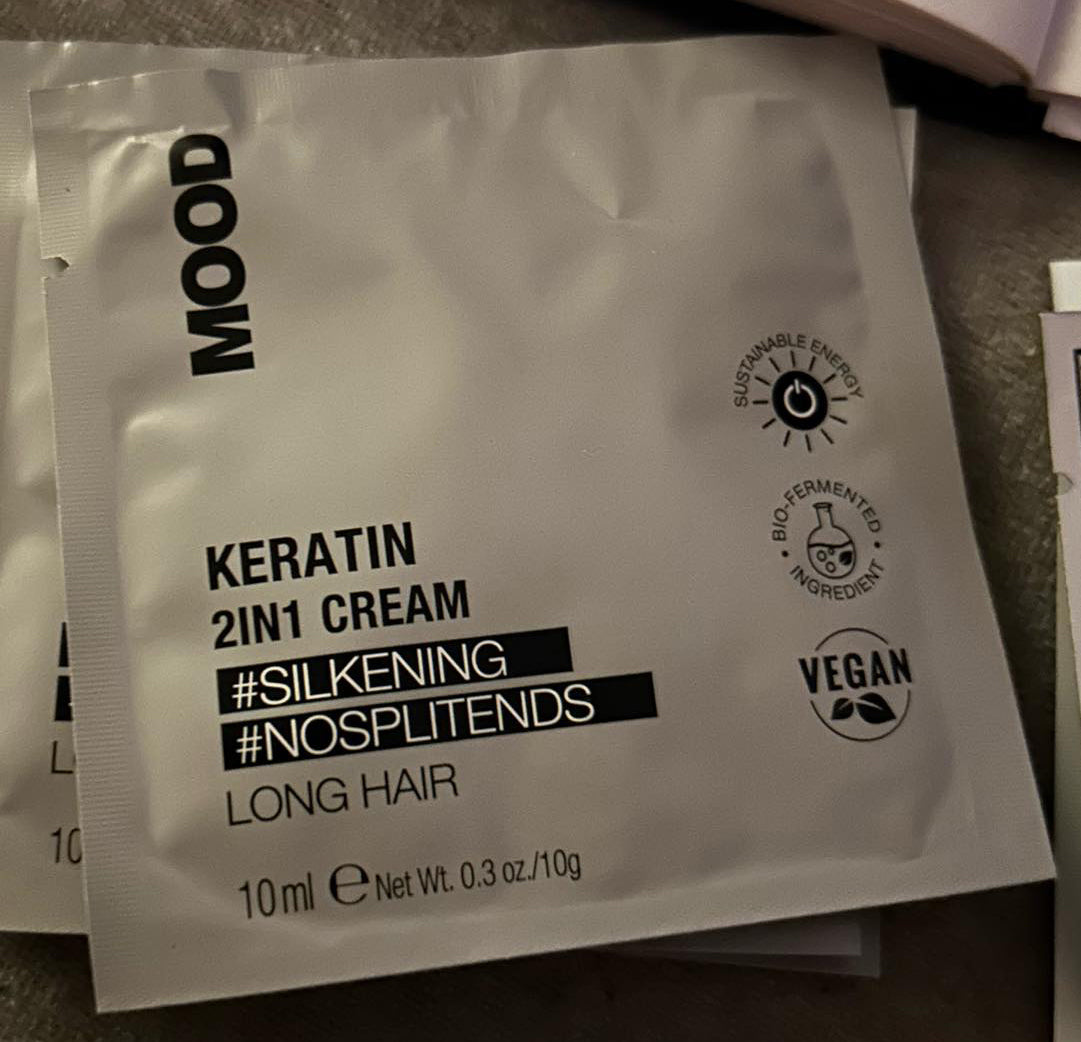 MOOD
SUSTAINABLE ENERGY
BIO-FERMENTED
INGREDIENT
VEGAN
KERATIN
2IN1 CREAM
#SILKENING
#NOSPLITENDS
LONG HAIR
10ml e Net Wt. 0.3 oz./10g
L
10